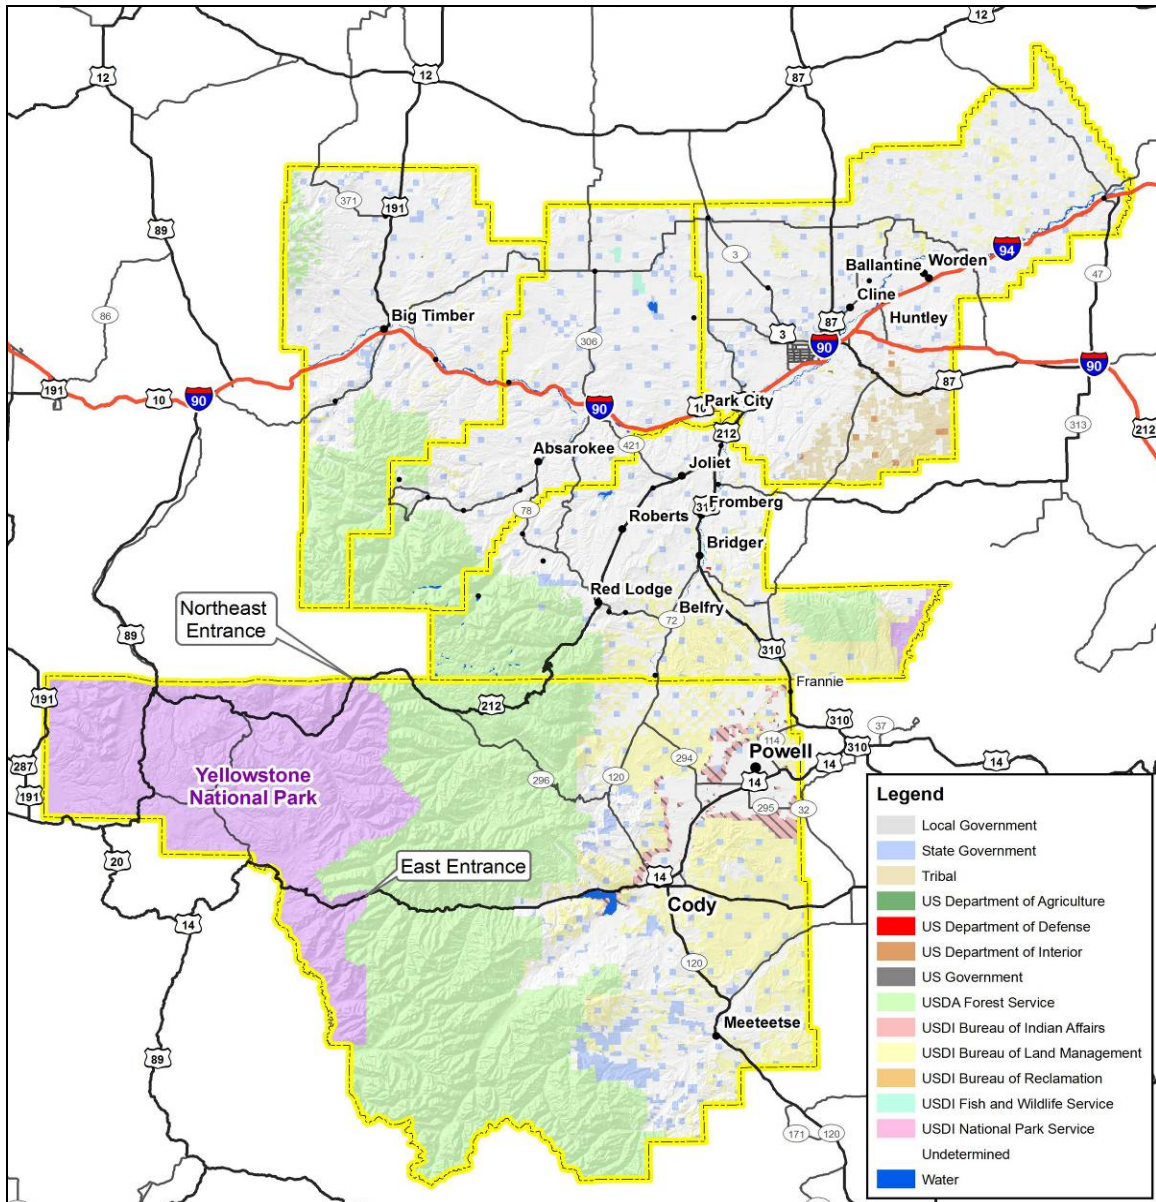 12
12
12
87
371
191
89
3
94
47
Ballantine
Worden
Cline
86
Big Timber
87
Huntley
3
306
90
90
191
10
90
87
10
Park City
212
313
212
90
421
Absarokee
Joliet
78
Fromberg
310
Roberts
Bridger
Red Lodge
Belfry
Northeast
Entrance
72
89
310
Frannie
191
212
310
37
310
114
Powell
294
14
14
287
Yellowstone
National Park
296
120
14
191
295
32
20
East Entrance
14
14
Cody
120
Meeteetse
89
171
120
Legend
Local Government
State Government
Tribal
US Department of Agriculture
US Department of Defense
US Department of Interior
US Government
USDA Forest Service
USDI Bureau of Indian Affairs
USDI Bureau of Land Management
USDI Bureau of Reclamation
USDI Fish and Wildlife Service
USDI National Park Service
Undetermined
Water